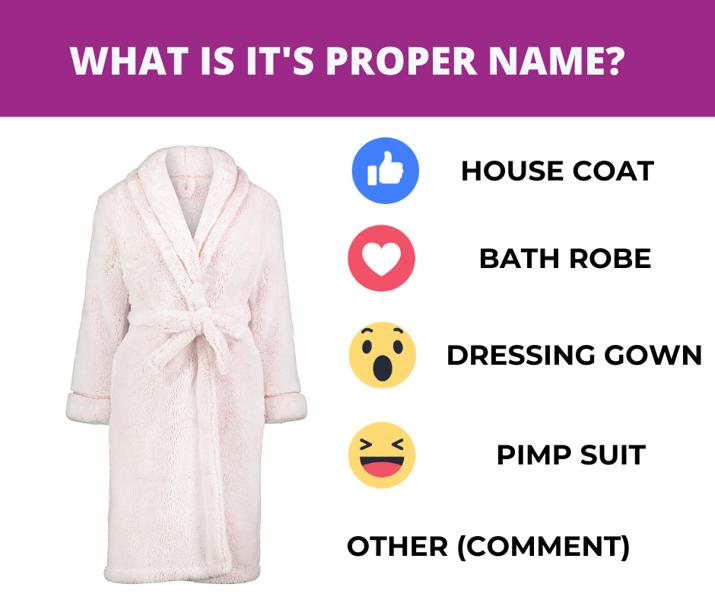 WHAT IS IT'S PROPER NAME?
HOUSE COAT
BATH ROBE
DRESSING GOWN
PIMP SUIT
OTHER (COMMENT)